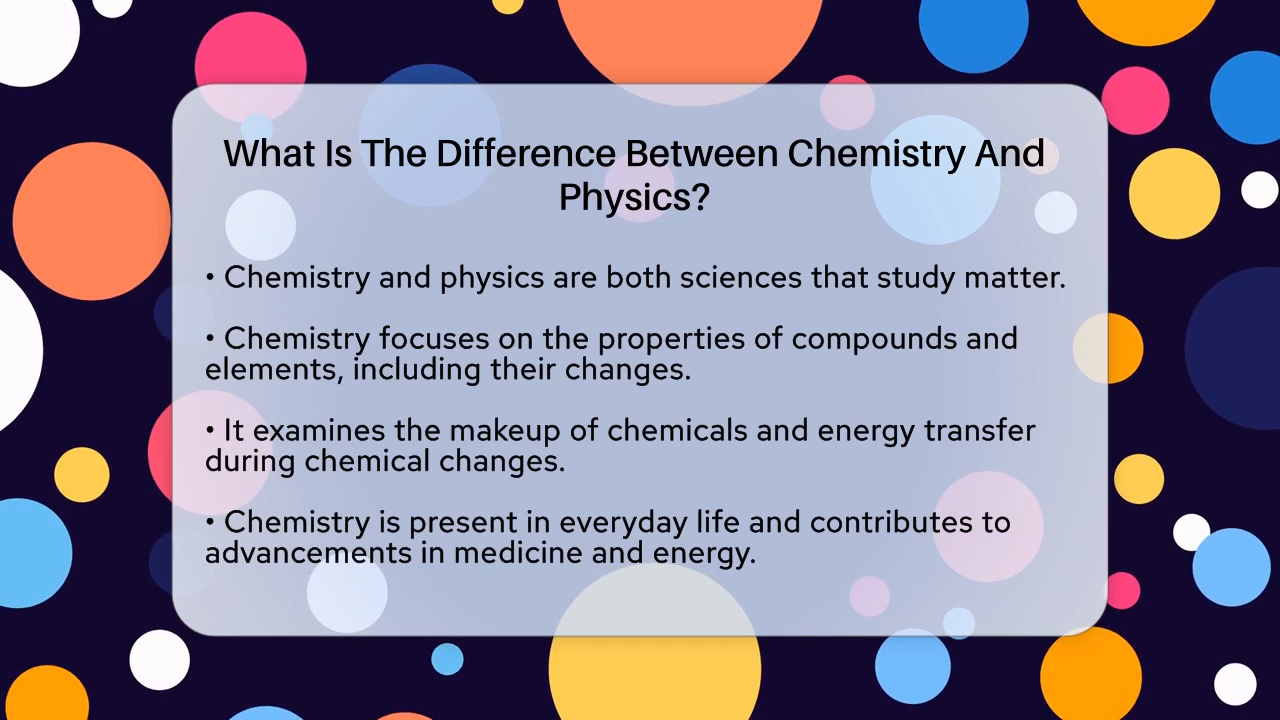 What Is The Difference Between Chemistry And
Physics?
• Chemistry and physics are both sciences that study matter.
• Chemistry focuses on the properties of compounds and
elements, including their changes.
• It examines the makeup of chemicals and energy transfer
during chemical changes.
• Chemistry is present in everyday life and contributes to
advancements in medicine and energy.